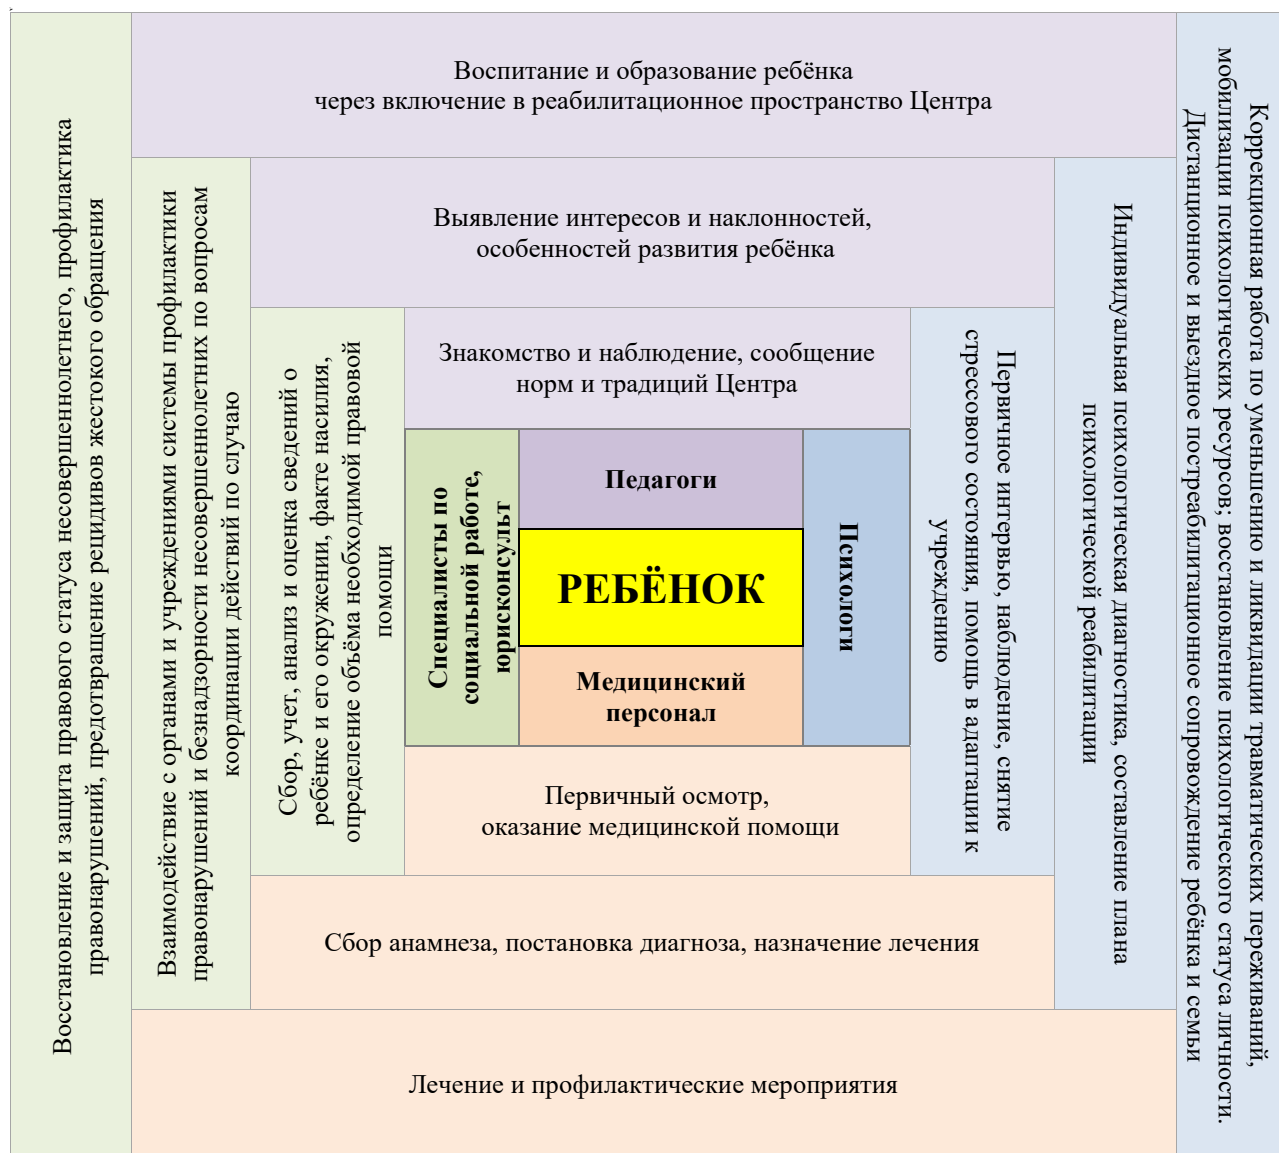 Воспитание и образование ребёнка
через включение в реабилитационное пространство Центра
Выявление интересов и наклонностей,
особенностей развития ребёнка
Знакомство и наблюдение, сообщение
норм и традиций Центра
Восстановление и защита правового статуса несовершеннолетнего, профилактика
правонарушений, предотвращение рецидивов жестокого обращения
Взаимодействие с органами и учреждениями системы профилактики
правонарушений и безнадзорности несовершеннолетних по вопросам
координации действий по случаю
Сбор, учет, анализ и оценка сведений о
ребёнке и его окружении, факте насилия,
определение объёма необходимой правовой
помощи
Специалисты по
социальной работе,
юрисконсульт
Педагоги
РЕБЁНОК
Медицинский
персонал
Психологи
Первичное интервью, наблюдение, снятие
стрессового состояния, помощь в адаптации к
учреждению
Индивидуальная психологическая диагностика, составление плана
психологической реабилитации
Коррекционная работа по уменьшению и ликвидации травматических переживаний,
мобилизации психологических ресурсов; восстановление психологического статуса личности.
Дистанционное и выездное постреабилитационное сопровождение ребёнка и семьи
Первичный осмотр,
оказание медицинской помощи
Сбор анамнеза, постановка диагноза, назначение лечения
Лечение и профилактические мероприятия